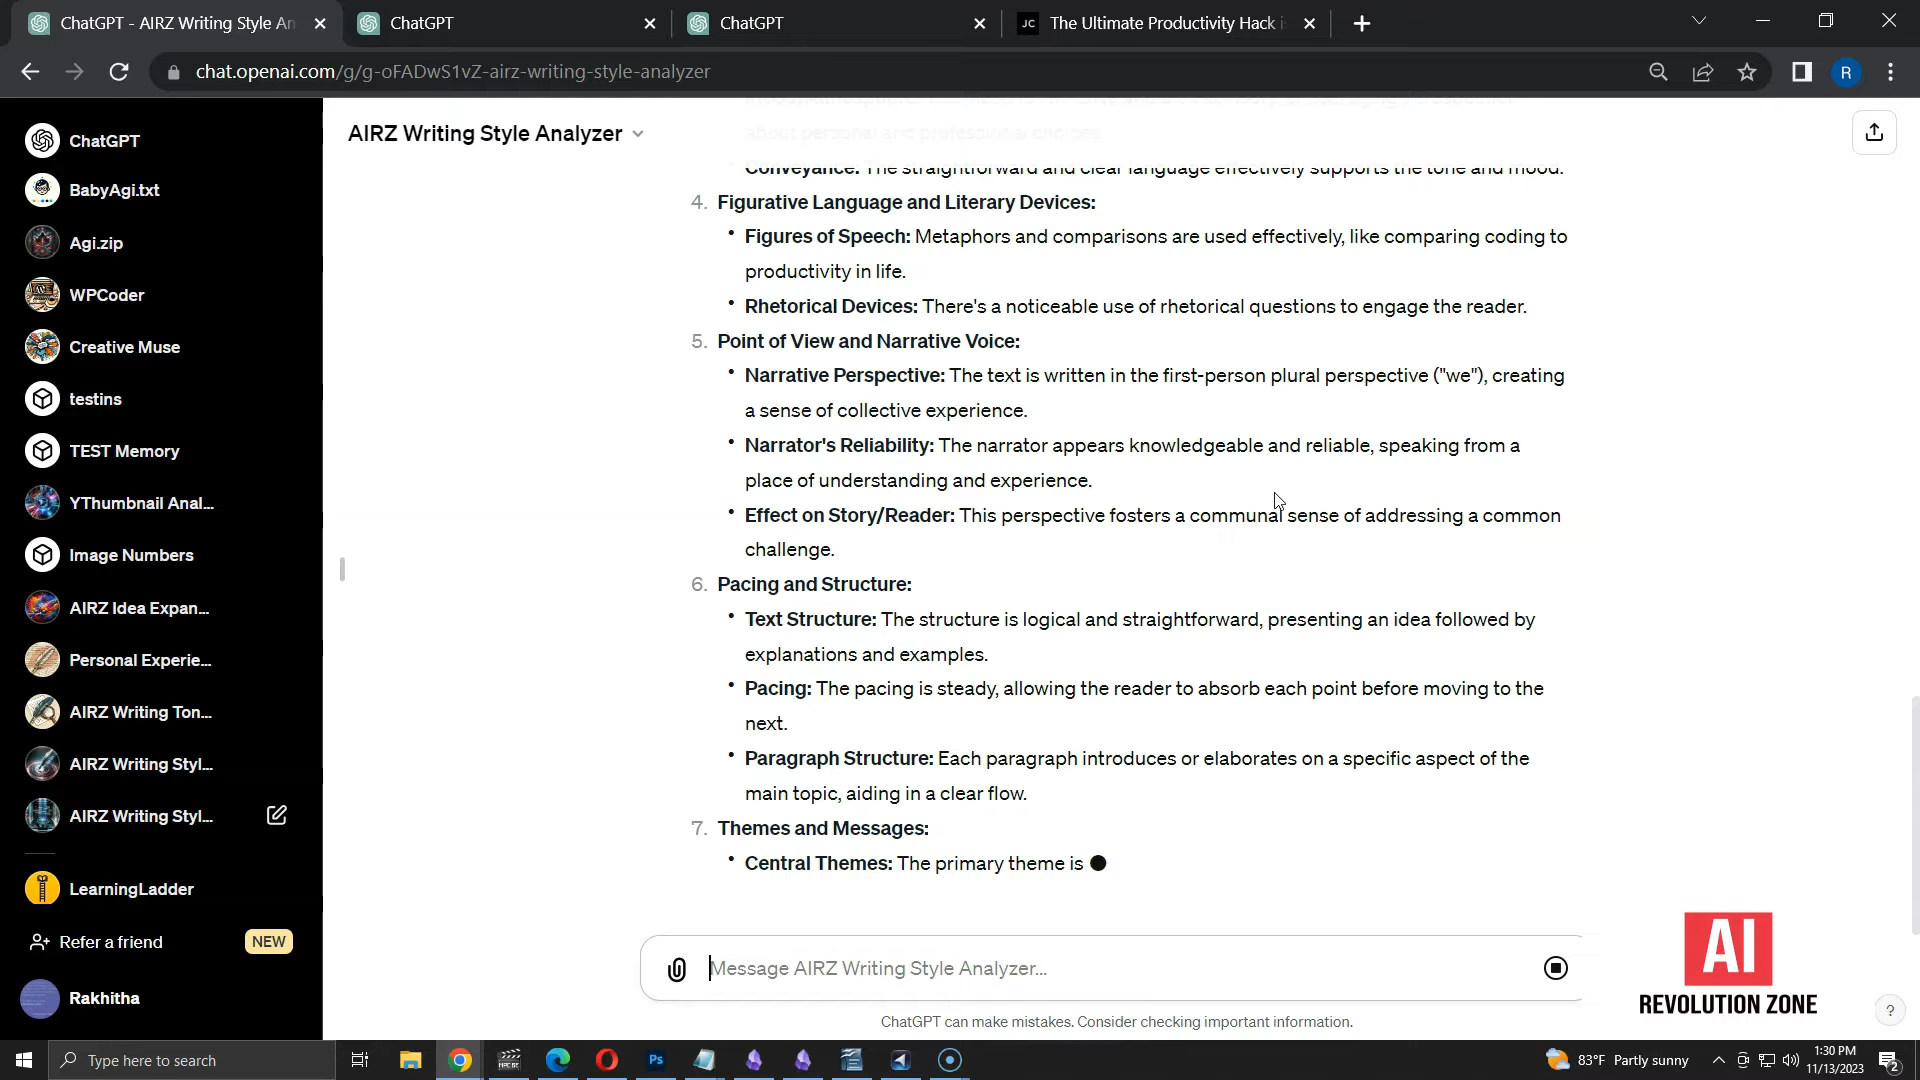 ChatGPT - AIRZ Writing Style An
ChatGPT
ChatGPT
JC The Ultimate Productivity Hack i
chat.openai.com/g/g-oFADwS1vZ-airz-writing-style-analyzer
R
ChatGPT
BabyAgi.txt
Agi.zip
WPCoder
Creative Muse
testins
TEST Memory
YThumbnail Anal...
Image Numbers
AIRZ Idea Expan...
Personal Experie...
AIRZ Writing Ton...
AIRZ Writing Styl...
AIRZ Writing Styl...
LearningLadder
Refer a friend NEW
Rakhitha
AIRZ Writing Style Analyzer
about personal and professional choices.
Conveyance: The straightforward and clear language effectively supports the tone and mood.
4. Figurative Language and Literary Devices:
• Figures of Speech: Metaphors and comparisons are used effectively, like comparing coding to
productivity in life.
• Rhetorical Devices: There's a noticeable use of rhetorical questions to engage the reader.
5. Point of View and Narrative Voice:
• Narrative Perspective: The text is written in the first-person plural perspective ("we"), creating
a sense of collective experience.
• Narrator's Reliability: The narrator appears knowledgeable and reliable, speaking from a
place of understanding and experience.
• Effect on Story/Reader: This perspective fosters a communal sense of addressing a common
challenge.
6. Pacing and Structure:
• Text Structure: The structure is logical and straightforward, presenting an idea followed by
explanations and examples.
• Pacing: The pacing is steady, allowing the reader to absorb each point before moving to the
next.
• Paragraph Structure: Each paragraph introduces or elaborates on a specific aspect of the
main topic, aiding in a clear flow.
7. Themes and Messages:
• Central Themes: The primary theme is
Message AIRZ Writing Style Analyzer...
ChatGPT can make mistakes. Consider checking important information.
?
AI
REVOLUTION ZONE
Type here to search
Ps
83°F Partly sunny
1:30 PM
11/13/2023
2